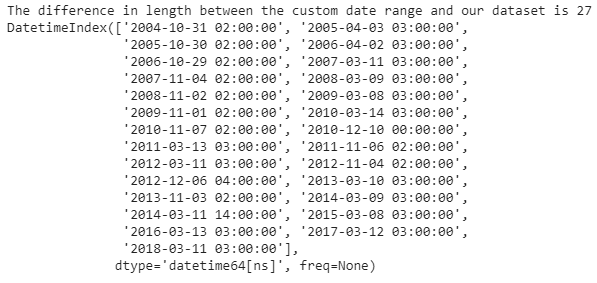 The difference in length between the custom date range and our dataset is 27
DatetimeIndex(['2004-10-31 02:00:00', '2005-04-03 03:00:00',
'2005-10-30 02:00:00', '2006-04-02 03:00:00',
'2006-10-29 02:00:00', '2007-03-11 03:00:00',
'2007-11-04 02:00:00', '2008-03-09 03:00:00',
'2008-11-02 02:00:00', '2009-03-08 03:00:00',
'2009-11-01 02:00:00', '2010-03-14 03:00:00',
'2010-11-07 02:00:00', '2010-12-10 00:00:00',
'2011-03-13 03:00:00', '2011-11-06 02:00:00',
'2012-03-11 03:00:00', '2012-11-04 02:00:00',
'2012-12-06 04:00:00', '2013-03-10 03:00:00',
'2013-11-03 02:00:00', '2014-03-09 03:00:00',
'2014-03-11 14:00:00', '2015-03-08 03:00:00',
'2016-03-13 03:00:00', '2017-03-12 03:00:00',
'2018-03-11 03:00:00'],
dtype='datetime64[ns]', freq=None)